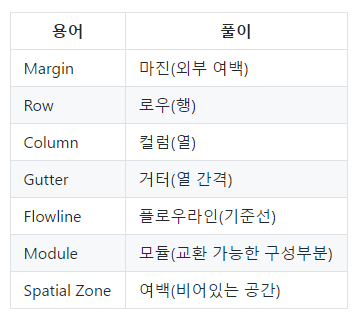 용어 풀이
Margin 마진(외부 여백)
Row 로우(행)
Column 컬럼(열)
Gutter 거터(열 간격)
Flowline 플로우라인(기준선)
Module 모듈(교환 가능한 구성부분)
Spatial Zone 여백(비어있는 공간)